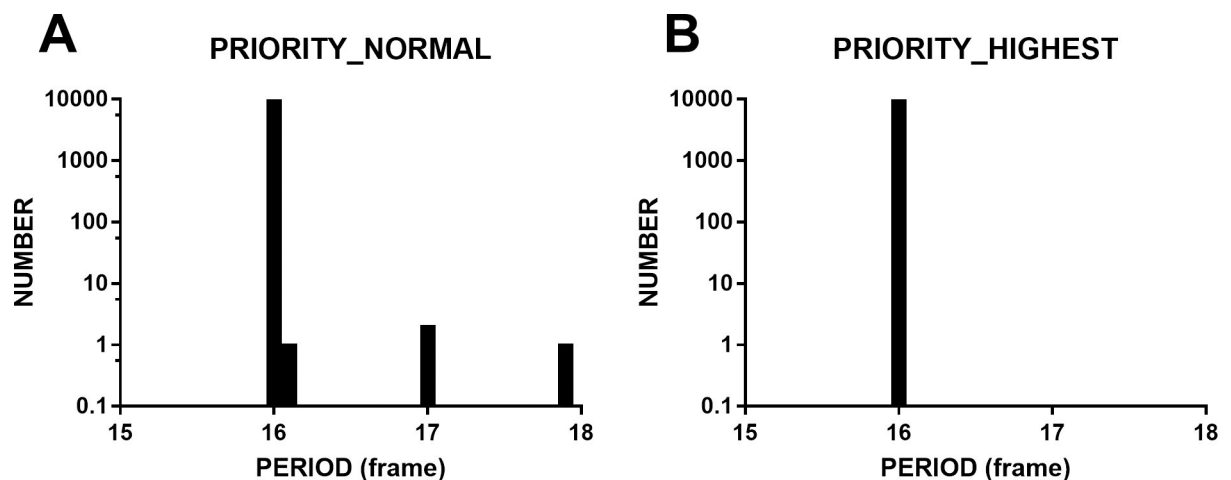 A
PRIORITY_NORMAL
10000
1000
100
10
1
0.1
NUMBER
15 16 17 18
PERIOD (frame)
B
PRIORITY_HIGHEST
10000
1000
100
10
1
0.1
NUMBER
15 16 17 18
PERIOD (frame)